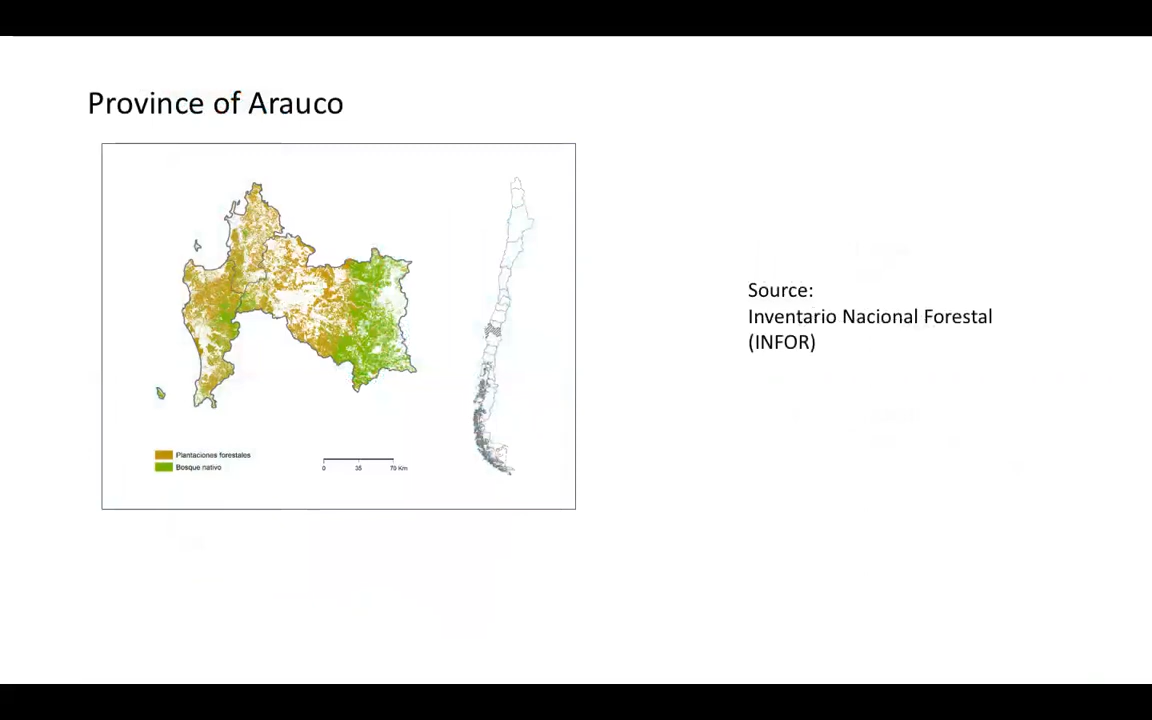 Province of Arauco
Source:
Inventario Nacional Forestal
(INFOR)
Plantaciones forestales
Bosque nativo
0 35 70 Km